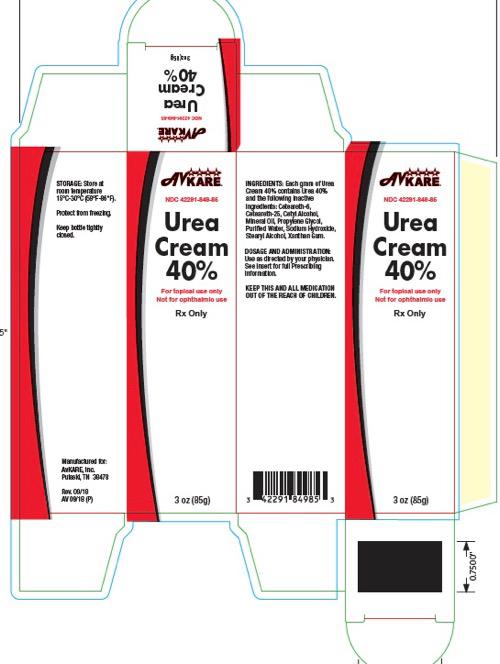 3 oz (85g)
Urea
Cream
40%
NDC 42291-849-85
AVKARE
STORAGE: Store at
room temperature
15°C-30°C (59°F-86°F).
Protect from freezing.
Keep bottle tightly
closed.
Manufactured for:
AvKARE, Inc.
Pulaski, TN 38478
Rev. 09/18
AV 09/18 (P)
AVKARE
NDC 42291-849-85
Urea
Cream
40%
For topical use only
Not for ophthalmic use
Rx Only
3 oz (85g)
INGREDIENTS: Each gram of Urea
Cream 40% contains Urea 40%
and the following inactive
ingredients: Ceteareth-6,
Ceteareth-25, Cetyl Alcohol,
Mineral Oil, Propylene Glycol,
Purified Water, Sodium Hydroxide,
Stearyl Alcohol, Xanthan Gum.
DOSAGE AND ADMINISTRATION:
Use as directed by your physician.
See insert for full Prescribing
Information.
KEEP THIS AND ALL MEDICATION
OUT OF THE REACH OF CHILDREN.
3 42291 84985 3
AVKARE
NDC 42291-849-85
Urea
Cream
40%
For topical use only
Not for ophthalmic use
Rx Only
3 oz (85g)
0.7500"
5"